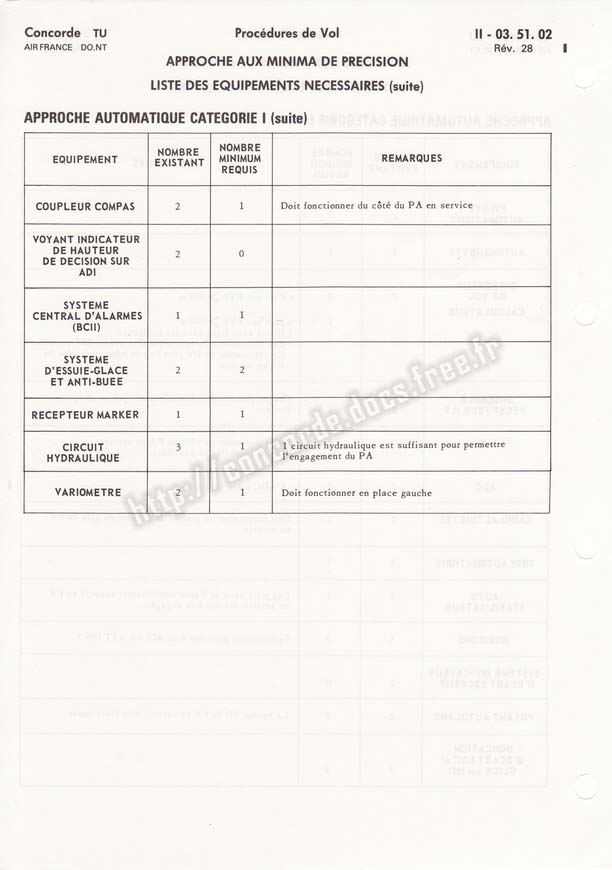 Concorde TU Procédures de Vol II - 03. 51. 02
AIR FRANCE DO.NT Rév. 28
APPROCHE AUX MINIMA DE PRECISION
LISTE DES EQUIPEMENTS NECESSAIRES (suite)
APPROCHE AUTOMATIQUE CATEGORIE I (suite)
EQUIPEMENT
NOMBRE
EXISTANT
NOMBRE
MINIMUM
REQUIS
REMARQUES
COUPLEUR COMPAS 2 1 Doit fonctionner du côté du PA en service
VOYANT INDICATEUR
DE HAUTEUR
DE DECISION SUR
ADI
2 0
SYSTEME
CENTRAL D'ALARMES
(BCII)
1 1
SYSTEME
D'ESSUIE-GLACE
ET ANTI-BUEE
2 2
RECEPTEUR MARKER 1 1
CIRCUIT
HYDRAULIQUE
3 1
1 circuit hydraulique est suffisant pour permettre
l'engagement du PA
VARIOMETRE 2 1 Doit fonctionner en place gauche
http://concorde.docs.free.fr